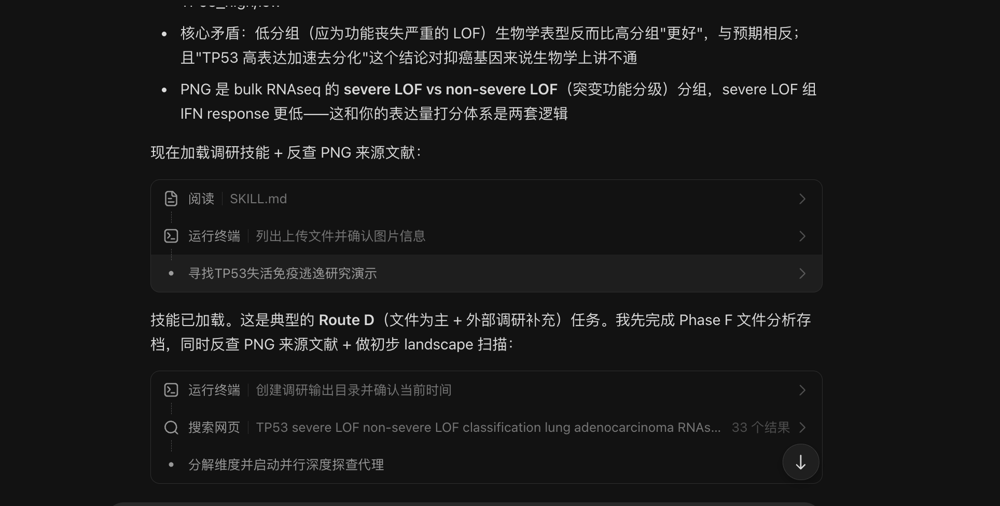 核心矛盾：低分组（应为功能丧失严重的 LOF）生物学表型反而比高分组"更好"，与预期相反；
且"TP53 高表达加速去分化"这个结论对抑癌基因来说生物学上讲不通
PNG 是 bulk RNAseq 的 severe LOF vs non-severe LOF（突变功能分级）分组，severe LOF 组
IFN response 更低——这和你的表达量打分体系是两套逻辑
现在加载调研技能 + 反查 PNG 来源文献：
阅读 SKILL.md
运行终端 列出上传文件并确认图片信息
寻找TP53失活免疫逃逸研究演示
技能已加载。这是典型的 Route D（文件为主 + 外部调研补充）任务。我先完成 Phase F 文件分析存
档，同时反查 PNG 来源文献 + 做初步 landscape 扫描：
运行终端 创建调研输出目录并确认当前时间
搜索网页 TP53 severe LOF non-severe LOF classification lung adenocarcinoma RNAs... 33 个结果
分解维度并启动并行深度探查代理